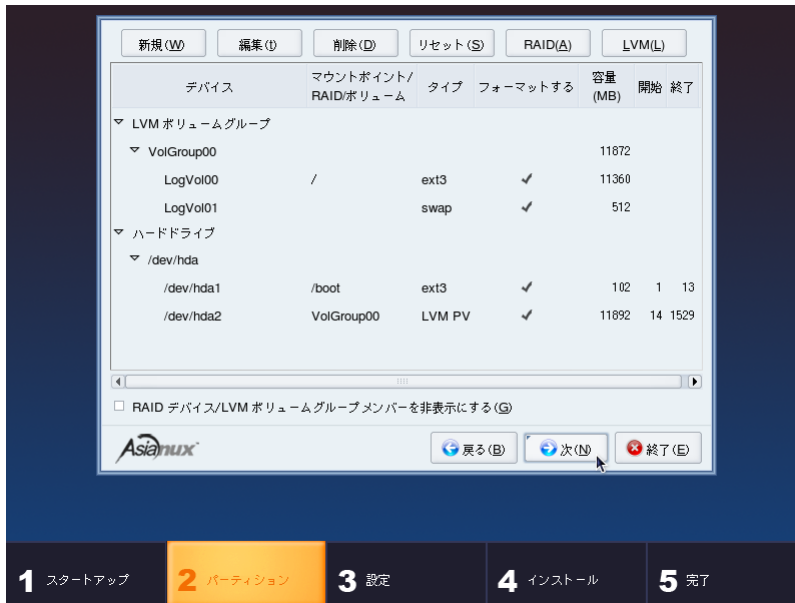 新規(W) 編集(I) 削除(D) リセット(S) RAID(A) LVM(L)
デバイス マウントポイント/RAID/ボリューム タイプ フォーマットする 容量(MB) 開始 終了
LVM ボリュームグループ
VolGroup00 11872
LogVol00 / ext3 11360
LogVol01 swap 512
ハードドライブ
/dev/hda
/dev/hda1 /boot ext3 102 1 13
/dev/hda2 VolGroup00 LVM PV 11892 14 1529
RAID デバイス/LVM ボリュームグループメンバーを非表示にする(G)
Asianux 戻る(B) 次(N) 終了(E)
1 スタートアップ 2 パーティション 3 設定 4 インストール 5 完了